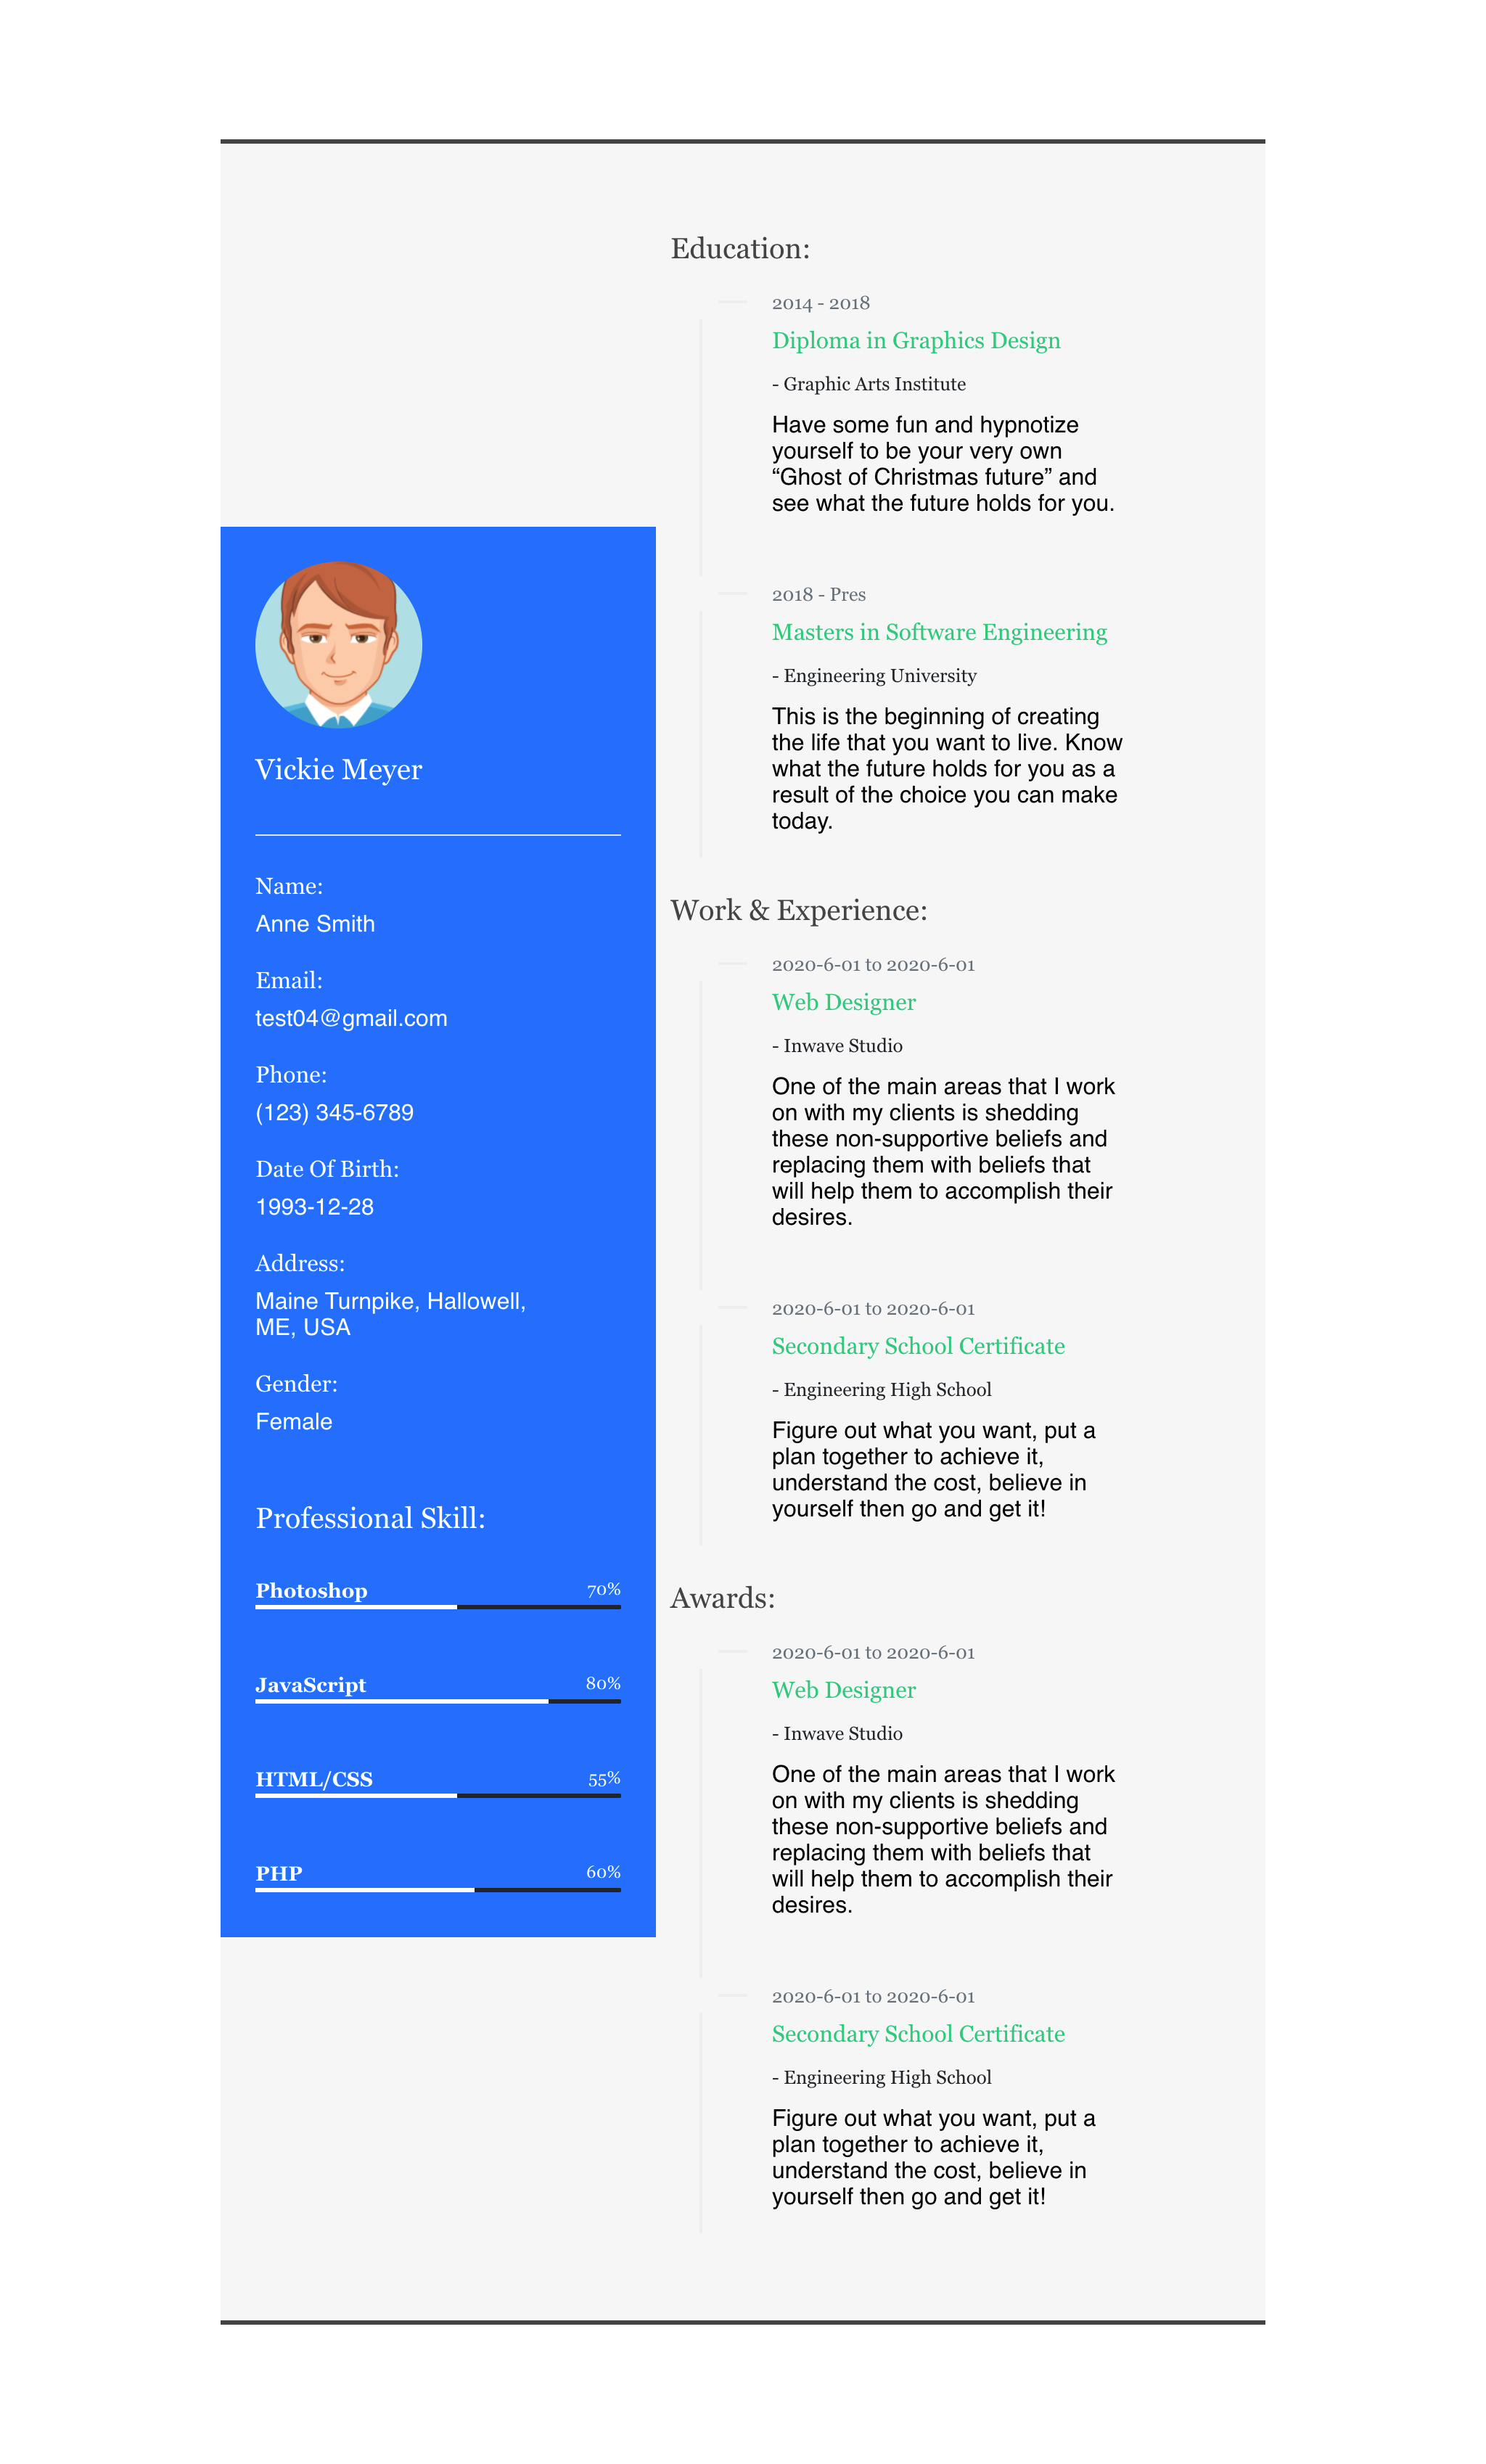 Vickie Meyer
Name:
Anne Smith
Email:
test04@gmail.com
Phone:
(123) 345-6789
Date Of Birth:
1993-12-28
Address:
Maine Turnpike, Hallowell,
ME, USA
Gender:
Female
Professional Skill:
Photoshop 70%
JavaScript 80%
HTML/CSS 55%
PHP 60%
Education:
2014 - 2018
Diploma in Graphics Design
- Graphic Arts Institute
Have some fun and hypnotize
yourself to be your very own
“Ghost of Christmas future” and
see what the future holds for you.
2018 - Pres
Masters in Software Engineering
- Engineering University
This is the beginning of creating
the life that you want to live. Know
what the future holds for you as a
result of the choice you can make
today.
Work & Experience:
2020-6-01 to 2020-6-01
Web Designer
- Inwave Studio
One of the main areas that I work
on with my clients is shedding
these non-supportive beliefs and
replacing them with beliefs that
will help them to accomplish their
desires.
2020-6-01 to 2020-6-01
Secondary School Certificate
- Engineering High School
Figure out what you want, put a
plan together to achieve it,
understand the cost, believe in
yourself then go and get it!
Awards:
2020-6-01 to 2020-6-01
Web Designer
- Inwave Studio
One of the main areas that I work
on with my clients is shedding
these non-supportive beliefs and
replacing them with beliefs that
will help them to accomplish their
desires.
2020-6-01 to 2020-6-01
Secondary School Certificate
- Engineering High School
Figure out what you want, put a
plan together to achieve it,
understand the cost, believe in
yourself then go and get it!